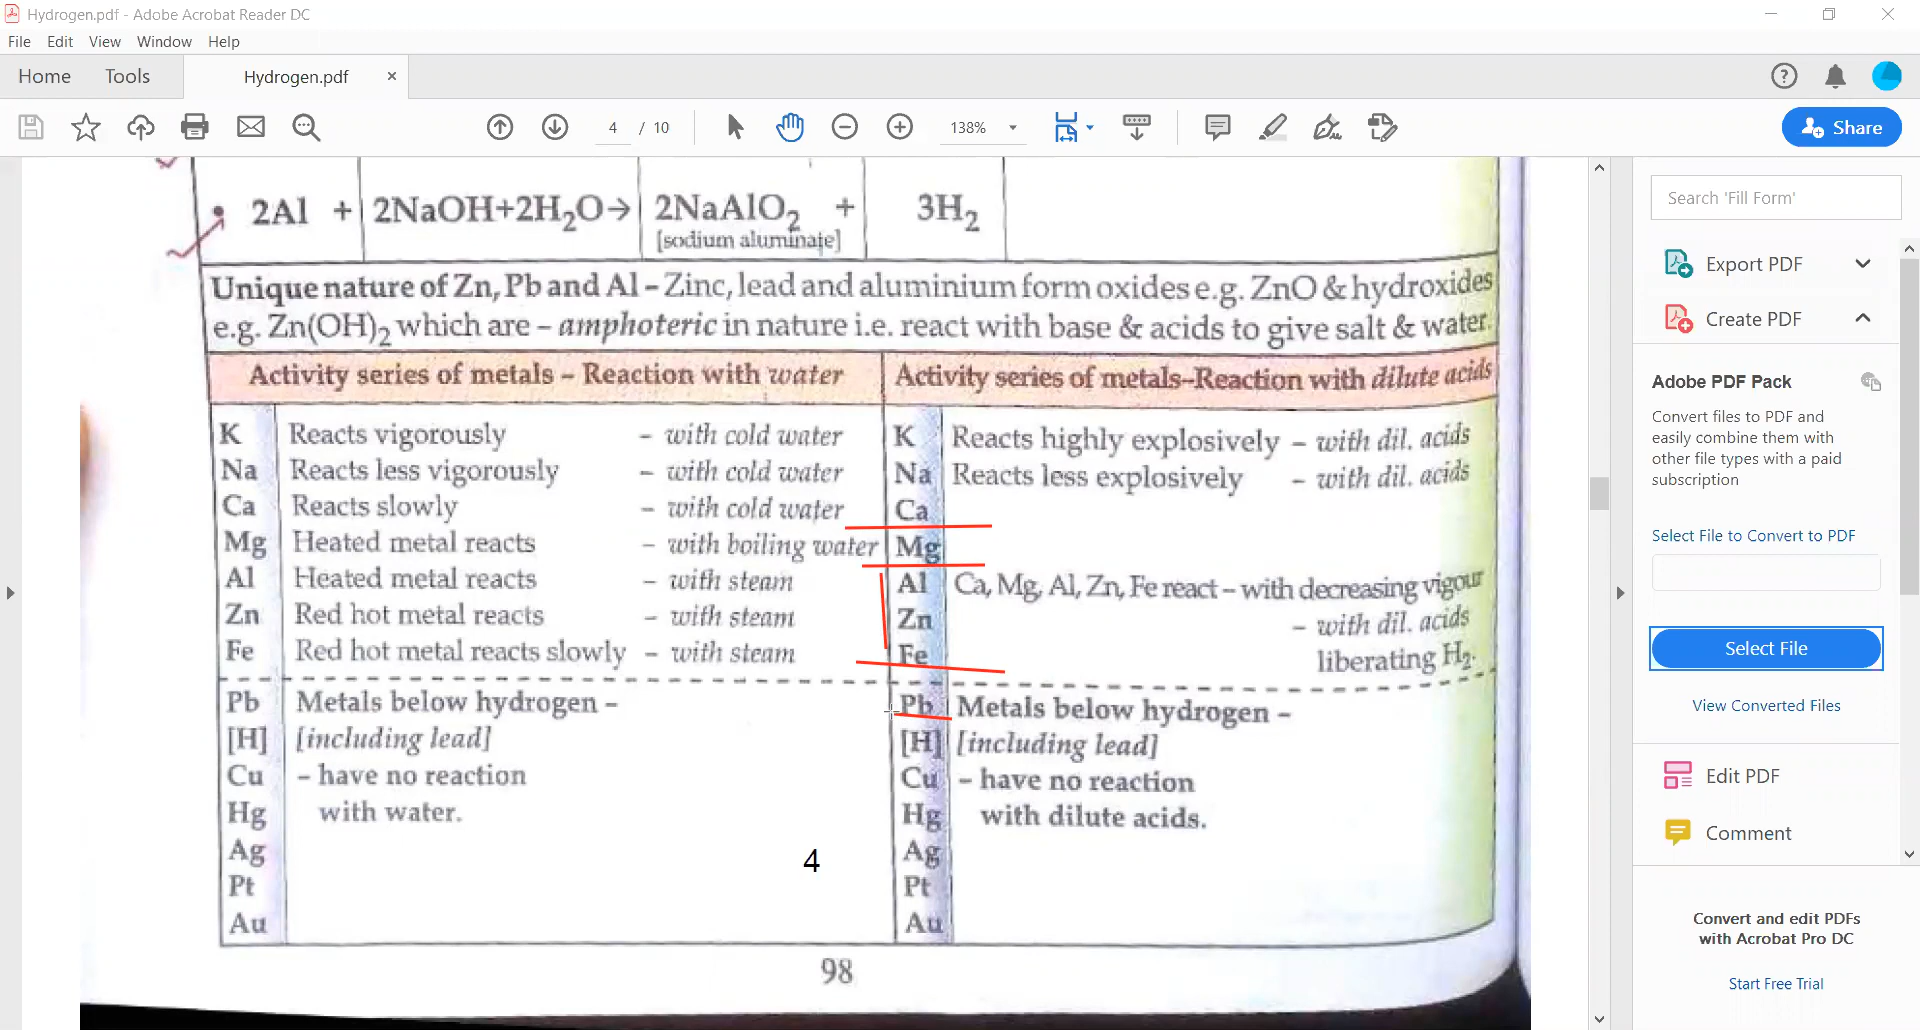 Hydrogen.pdf - Adobe Acrobat Reader DC
File Edit View Window Help
Home Tools Hydrogen.pdf ×
4 / 10 138% Share
2Al + 2NaOH+2H₂O→ 2NaAlO₂ + 3H₂
[sodium aluminate]
Unique nature of Zn, Pb and Al – Zinc, lead and aluminium form oxides e.g. ZnO & hydroxides
e.g. Zn(OH)₂ which are – amphoteric in nature i.e. react with base & acids to give salt & water.
Activity series of metals – Reaction with water
K Reacts vigorously – with cold water
Na Reacts less vigorously – with cold water
Ca Reacts slowly – with cold water
Mg Heated metal reacts – with boiling water
Al Heated metal reacts – with steam
Zn Red hot metal reacts – with steam
Fe Red hot metal reacts slowly – with steam
Pb Metals below hydrogen –
[H] [including lead]
Cu – have no reaction
Hg with water.
Ag
Pt
Au
Activity series of metals–Reaction with dilute acids
K Reacts highly explosively – with dil. acids
Na Reacts less explosively – with dil. acids
Ca
Mg
Al Ca, Mg, Al, Zn, Fe react – with decreasing vigour
Zn – with dil. acids
Fe liberating H₂.
Pb Metals below hydrogen –
[H] [including lead]
Cu – have no reaction
Hg with dilute acids.
Ag
Pt
Au
4
98
Search 'Fill Form'
Export PDF
Create PDF
Adobe PDF Pack
Convert files to PDF and
easily combine them with
other file types with a paid
subscription
Select File to Convert to PDF
Select File
View Converted Files
Edit PDF
Comment
Convert and edit PDFs
with Acrobat Pro DC
Start Free Trial